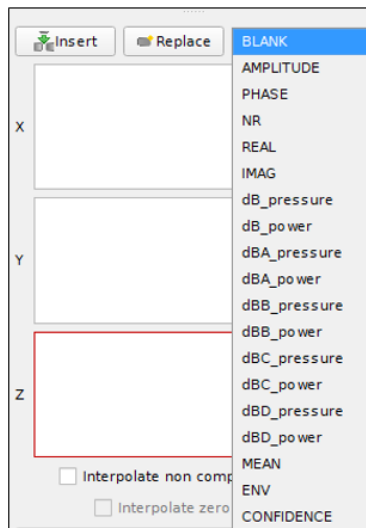 Insert
Replace
BLANK
AMPLITUDE
PHASE
NR
REAL
IMAG
dB_pressure
dB_power
dBA_pressure
dBA_power
dBB_pressure
dBB_power
dBC_pressure
dBC_power
dBD_pressure
dBD_power
MEAN
ENV
CONFIDENCE
X
Y
Z
Interpolate non comp
Interpolate zero